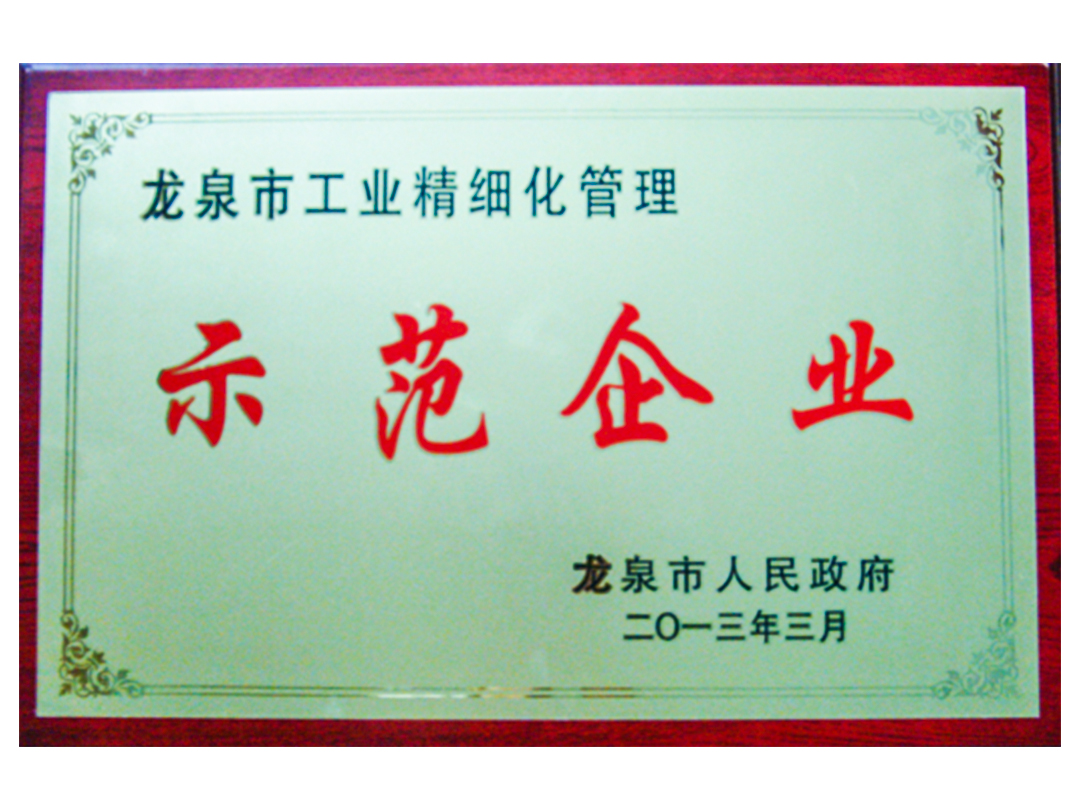 龙泉市工业精细化管理
示范企业
龙泉市人民政府
二〇一三年三月